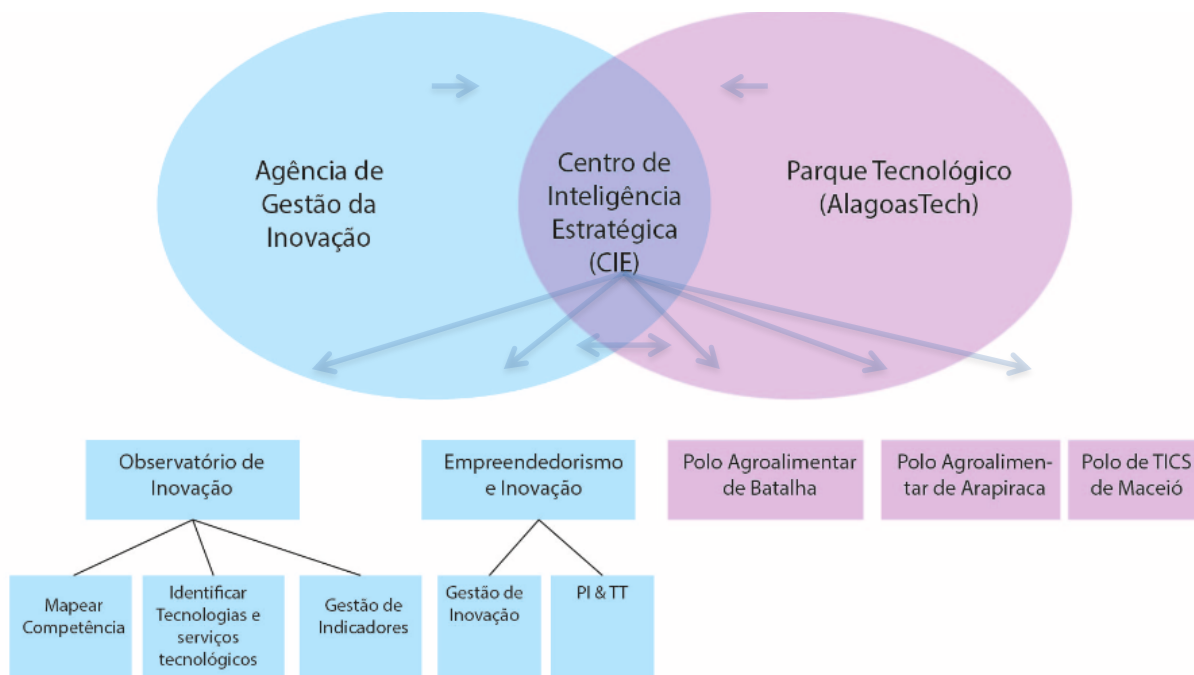 Agência de
Gestão da
Inovação
Centro de
Inteligência
Estratégica
(CIE)
Parque Tecnológico
(AlagoasTech)
Observatório de
Inovação
Empreendedorismo
e Inovação
Polo Agroalimentar
de Batalha
Polo Agroalimen-
tar de Arapiraca
Polo de TICS
de Maceió
Mapear
Competência
Identificar
Tecnologias e
serviços
tecnológicos
Gestão de
Indicadores
Gestão de
Inovação
PI & TT